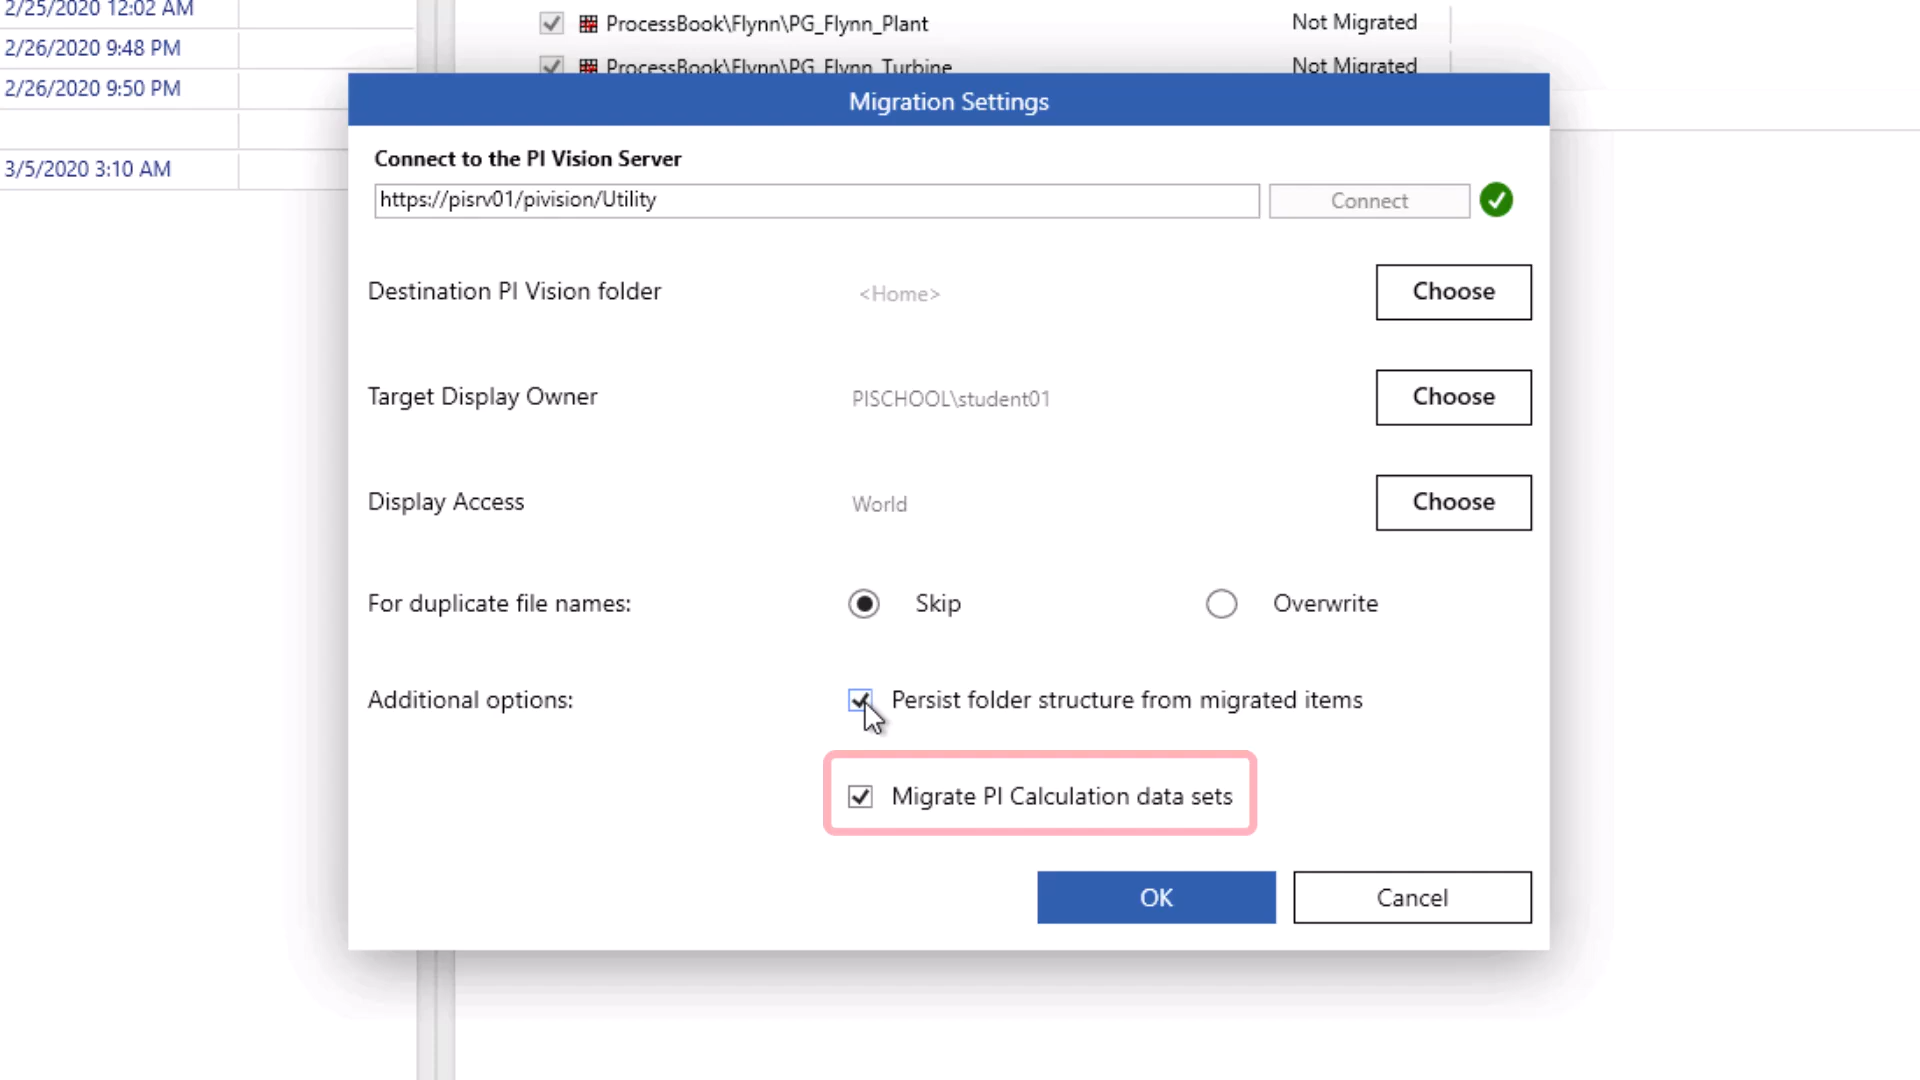 2/25/2020 12:02 AM
ProcessBook\Flynn\PG_Flynn_Plant
Not Migrated
2/26/2020 9:48 PM
ProcessBook\Flynn\PG_Flynn_Turbine
Not Migrated
2/26/2020 9:50 PM
3/5/2020 3:10 AM
Migration Settings
Connect to the PI Vision Server
https://pisrv01/pivision/Utility
Connect
Destination PI Vision folder
<Home>
Choose
Target Display Owner
PISCHOOL\student01
Choose
Display Access
World
Choose
For duplicate file names:
Skip
Overwrite
Additional options:
Persist folder structure from migrated items
Migrate PI Calculation data sets
OK
Cancel